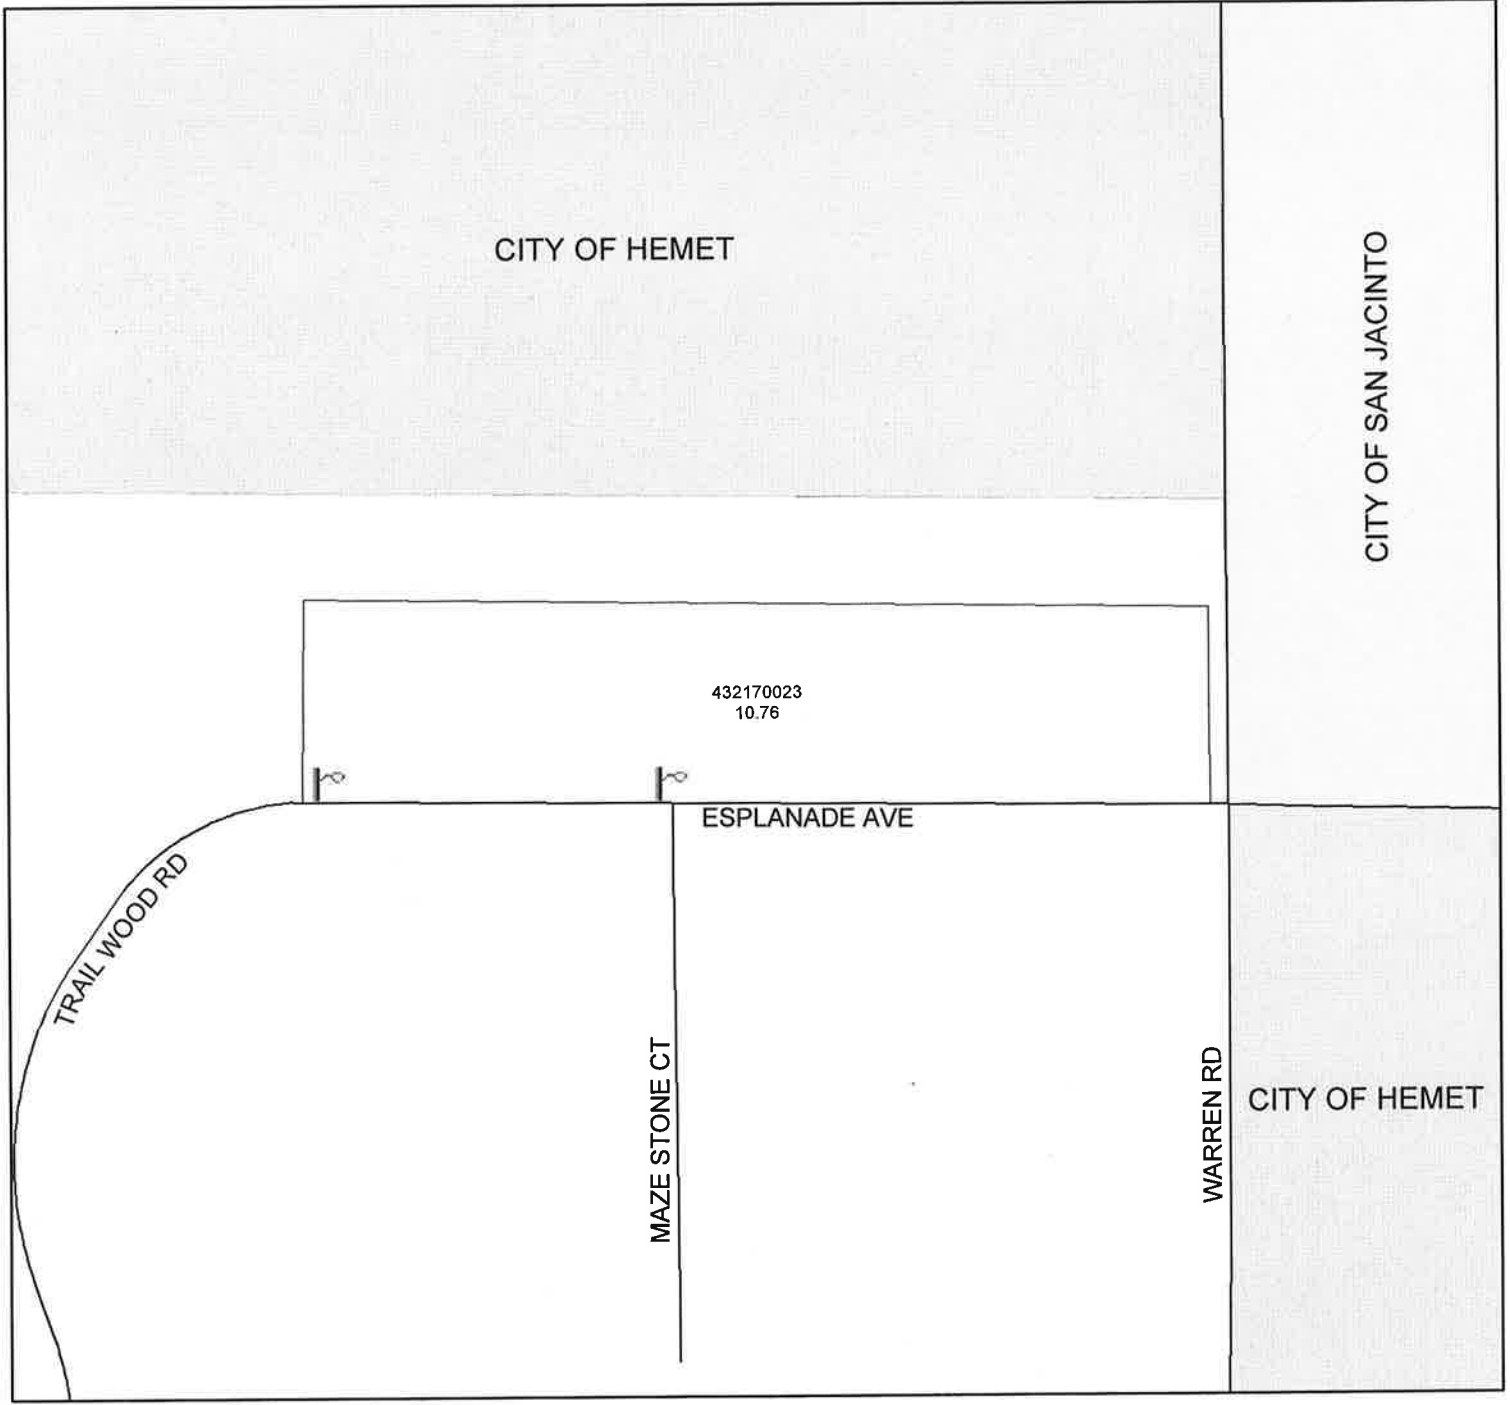 CITY OF HEMET
CITY OF SAN JACINTO
432170023
10.76
ESPLANADE AVE
TRAIL WOOD RD
MAZE STONE CT
WARREN RD
CITY OF HEMET